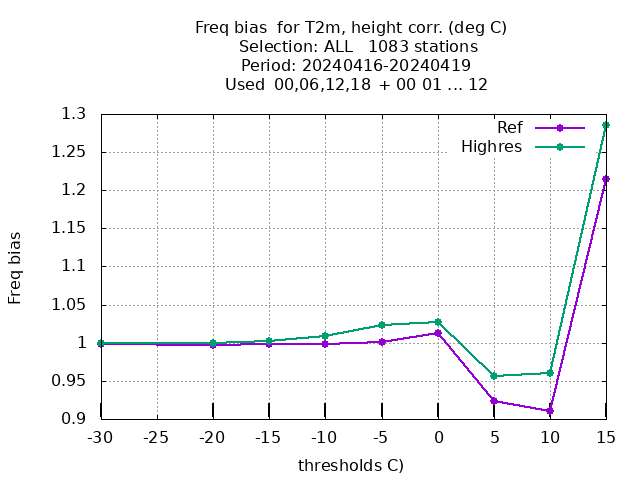 Freq bias  for T2m, height corr. (deg C)
Selection: ALL   1083 stations
Period: 20240416-20240419
Used  00,06,12,18  + 00 01 ... 12
Ref
Highres
1.3
1.25
1.2
1.15
1.1
1.05
1
0.95
0.9
Freq bias
-30 -25 -20 -15 -10 -5 0 5 10 15
thresholds C)